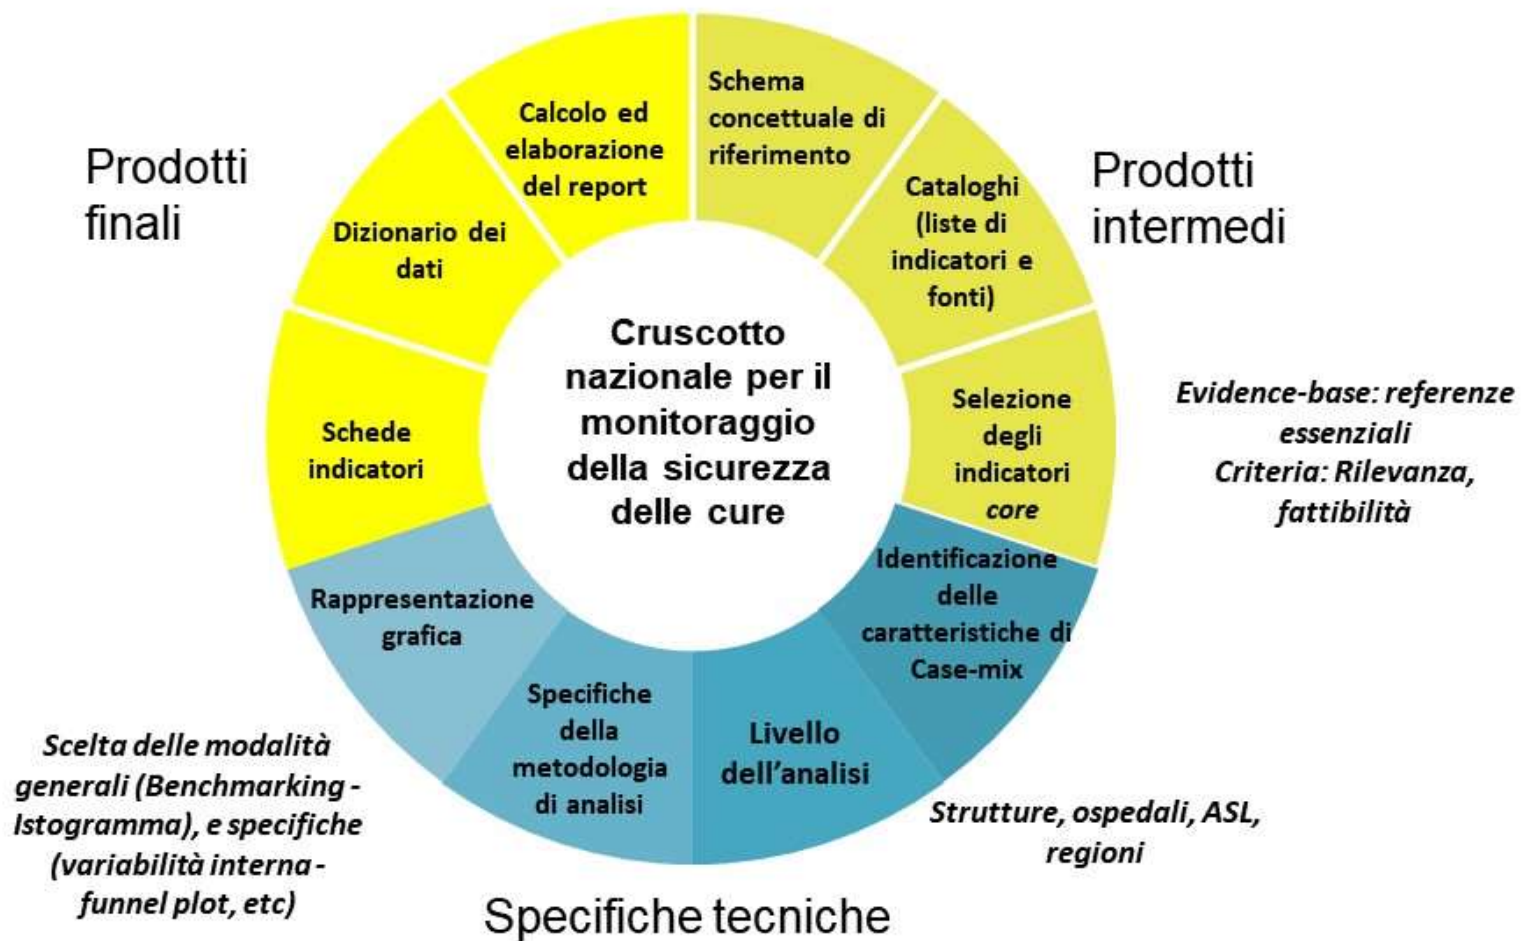 Prodotti
finali
Calcolo ed
elaborazione
del report
Schema
concettuale di
riferimento
Prodotti
intermedi
Cataloghi
(liste di
indicatori e
fonti)
Dizionario dei
dati
Cruscotto
nazionale per il
monitoraggio
della sicurezza
delle cure
Schede
indicatori
Selezione
degli
indicatori
core
Evidence-base: referenze
essenziali
Criteria: Rilevanza,
fattibilità
Identificazione
delle
caratteristiche di
Case-mix
Rappresentazione
grafica
Specifiche
della
metodologia
di analisi
Livello
dell'analisi
Scelta delle modalità
generali (Benchmarking -
Istogramma), e specifiche
(variabilità interna -
funnel plot, etc)
Strutture, ospedali, ASL,
regioni
Specifiche tecniche